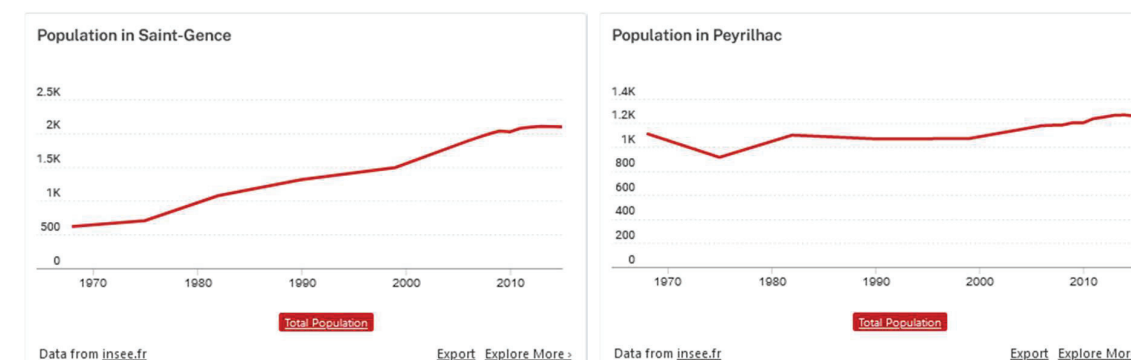 Population in Saint-Gence
2.5K
2K
1.5K
1K
500
0
1970 1980 1990 2000 2010
Total Population
Data from insee.fr Export Explore More ›
Population in Peyrilhac
1.4K
1.2K
1K
800
600
400
200
0
1970 1980 1990 2000 2010
Total Population
Data from insee.fr Export Explore Mor